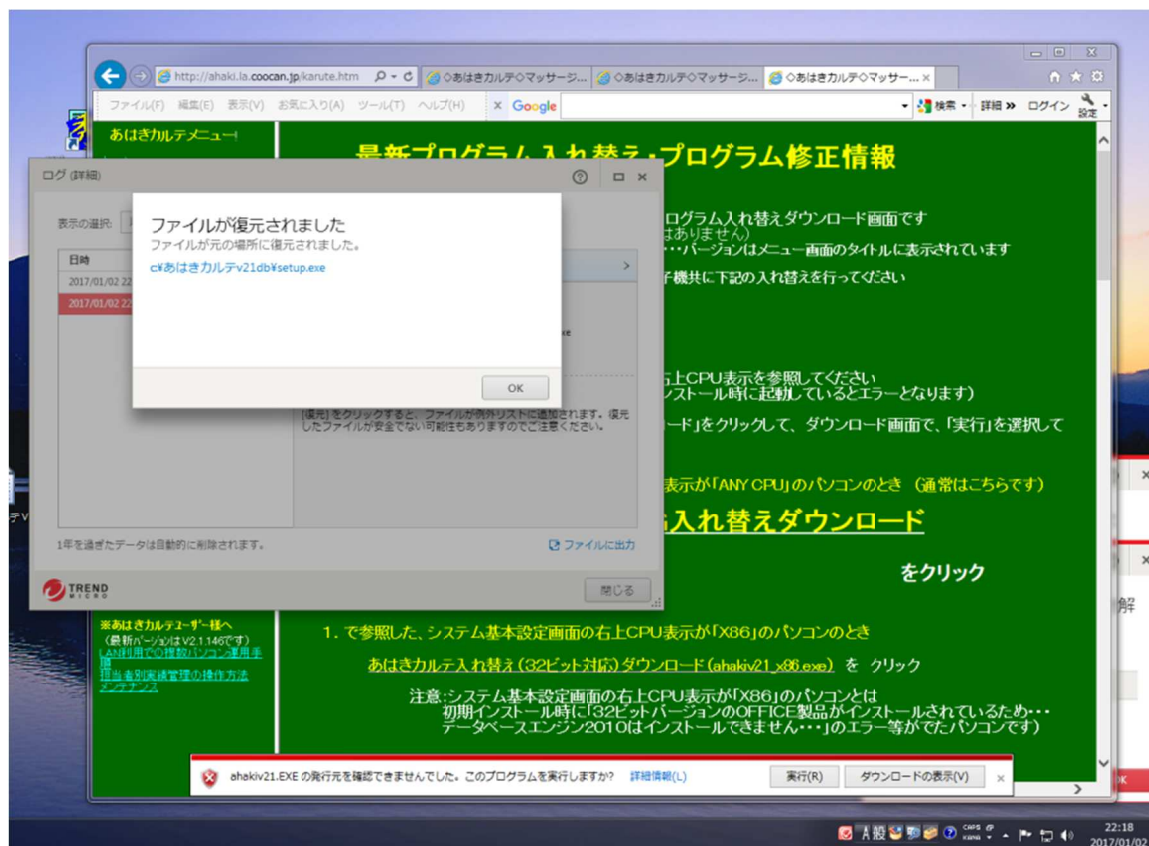 http://ahaki.la.coocan.jp/karute.htm
◇あはきカルテ◇マッサージ...
◇あはきカルテ◇マッサージ...
◇あはきカルテ◇マッサー... ×
ファイル(F) 編集(E) 表示(V) お気に入り(A) ツール(T) ヘルプ(H)
x Google
検索
詳細 »
ログイン
設定
あはきカルテメニュー
最新プログラム入れ替え・プログラム修正情報
ログ (詳細)
ログラム入れ替えダウンロード画面です
はありません)
・・・バージョンはメニュー画面のタイトルに表示されています
子機共に下記の入れ替えを行ってください
表示の選択:
日時
2017/01/02 22
2017/01/02 22
ファイルが復元されました
ファイルが元の場所に復元されました。
c¥あはきカルテv21db¥setup.exe
OK
右上CPU表示を参照してください
ンストール時に起動しているとエラーとなります)
[復元] をクリックすると、ファイルが例外リストに追加されます。復元
したファイルが安全でない可能性もありますのでご注意ください。
ード」をクリックして、ダウンロード画面で、「実行」を選択して
表示が「ANY CPU」のパソコンのとき (通常はこちらです)
入れ替えダウンロード
をクリック
1年を過ぎたデータは自動的に削除されます。
ファイルに出力
TREND
MICRO
閉じる
解
※あはきカルテユーザー様へ
(最新バージョンはV2.1.146です)
LAN利用での複数パソコン運用手
順
担当者別実績管理の操作方法
メンテナンス
1. で参照した、システム基本設定画面の右上CPU表示が「X86」のパソコンのとき
あはきカルテ入れ替え(32ビット対応)ダウンロード(ahakiv21_x86.exe) を クリック
注意:システム基本設定画面の右上CPU表示が「X86」のパソコンとは
初期インストール時に「32ビットバージョンのOFFICE製品がインストールされているため・・・
データベースエンジン2010はインストールできません・・・」のエラー等がでたパソコンです)
ahakiv21.EXE の発行元を確認できませんでした。このプログラムを実行しますか? 詳細情報(L) 実行(R) ダウンロードの表示(V) ×
A 般
CAPS
KANA
22:18
2017/01/02